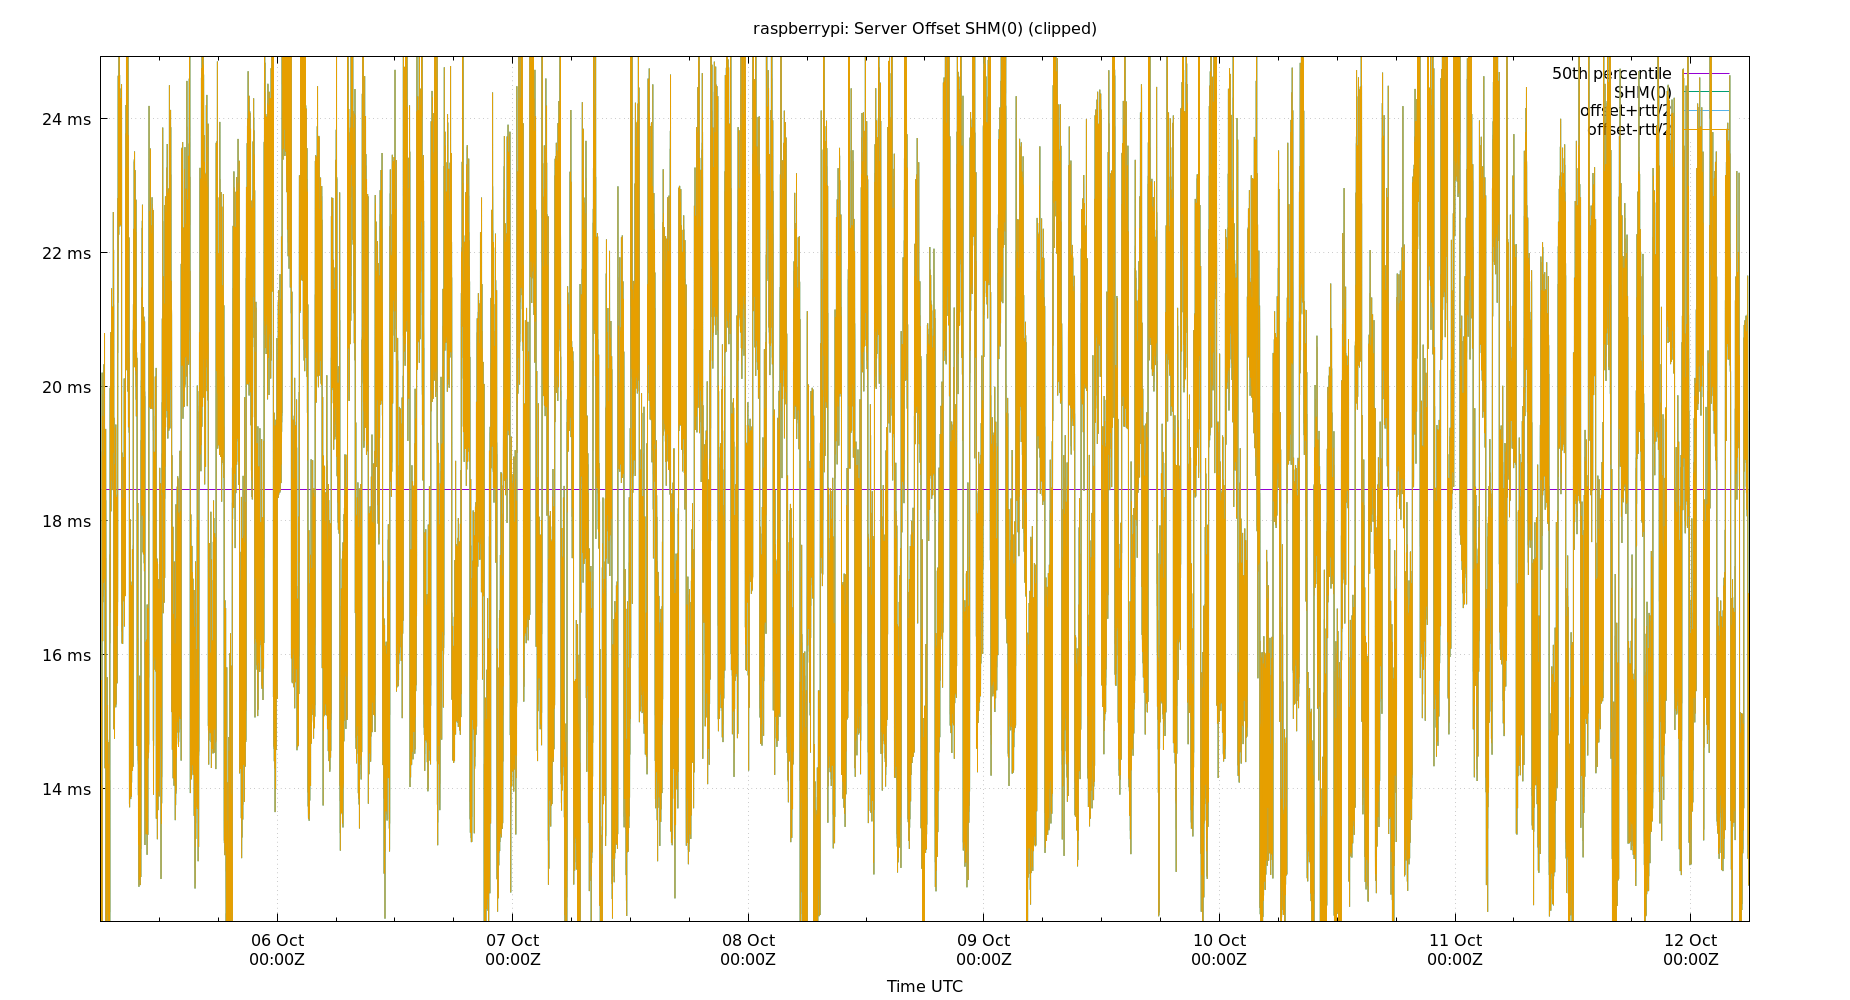 raspberrypi: Server Offset SHM(0) (clipped)
50th percentile
SHM(0)
offset+rtt/2
offset-rtt/2
24 ms
22 ms
20 ms
18 ms
16 ms
14 ms
06 Oct 07 Oct 08 Oct 09 Oct 10 Oct 11 Oct 12 Oct
00:00Z 00:00Z 00:00Z 00:00Z 00:00Z 00:00Z 00:00Z
Time UTC